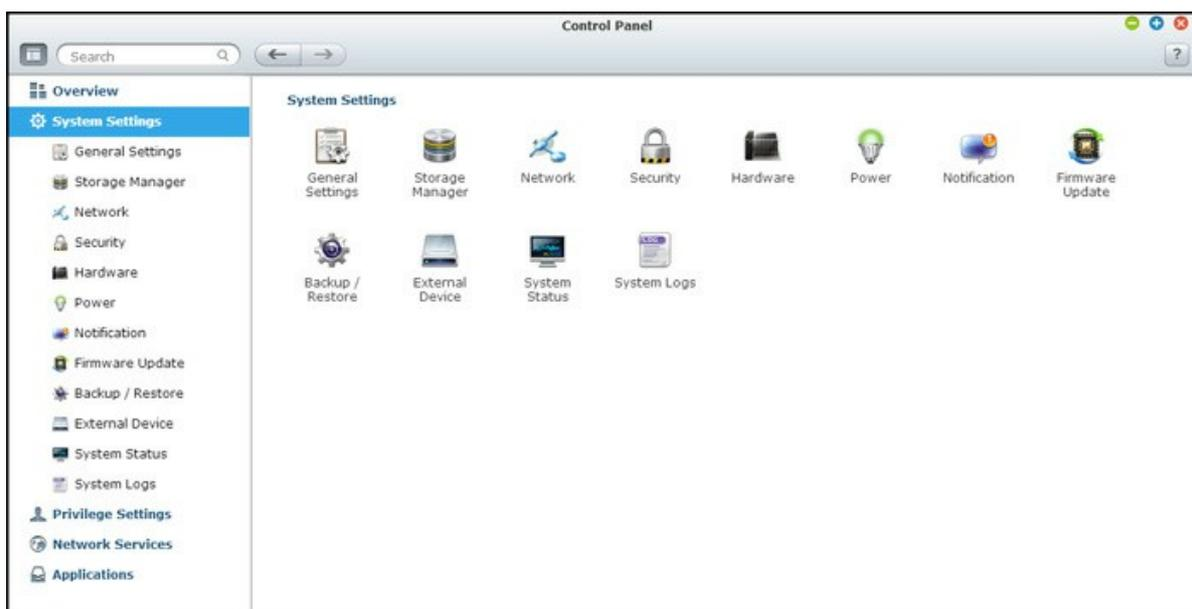 Control Panel
Search
?
Overview
System Settings
General Settings
Storage Manager
Network
Security
Hardware
Power
Notification
Firmware Update
Backup / Restore
External Device
System Status
System Logs
Privilege Settings
Network Services
Applications
System Settings
General
Settings
Storage
Manager
Network
Security
Hardware
Power
Notification
Firmware
Update
Backup /
Restore
External
Device
System
Status
LOG
System Logs